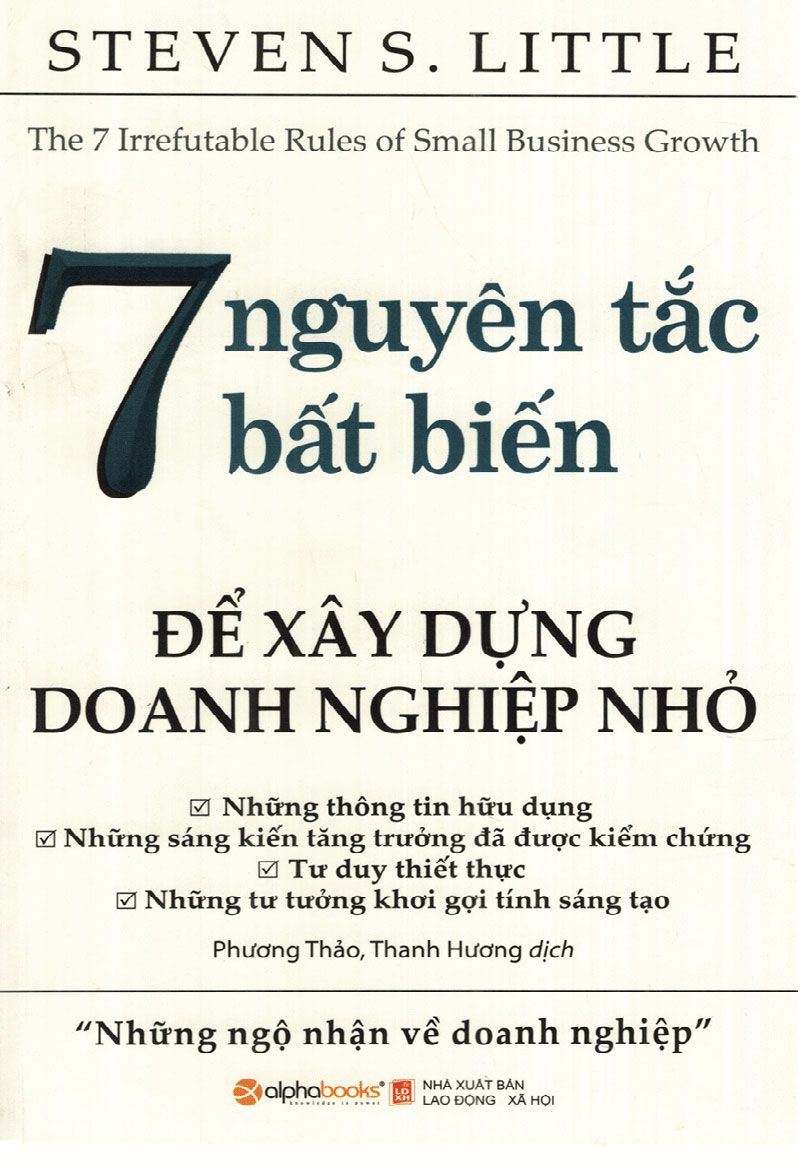 STEVEN S. LITTLE
The 7 Irrefutable Rules of Small Business Growth
7 nguyên tắc
bất biến
ĐỂ XÂY DỰNG
DOANH NGHIỆP NHỎ
☑ Những thông tin hữu dụng
☑ Những sáng kiến tăng trưởng đã được kiểm chứng
☑ Tư duy thiết thực
☑ Những tư tưởng khơi gợi tính sáng tạo
Phương Thảo, Thanh Hương dịch
“Những ngộ nhận về doanh nghiệp”
alphabooks®
knowledge is power
LĐ
XH
NHÀ XUẤT BẢN
LAO ĐỘNG XÃ HỘI